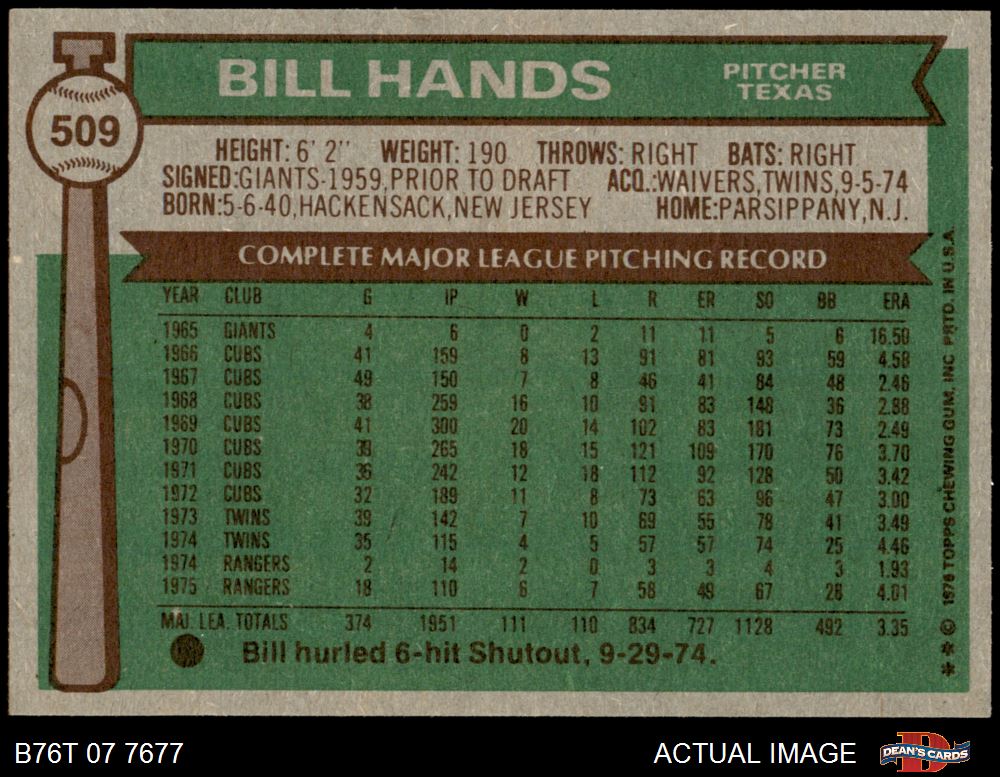 BILL HANDS
PITCHER
TEXAS
509
HEIGHT: 6' 2" WEIGHT: 190 THROWS: RIGHT BATS: RIGHT
SIGNED:GIANTS-1959,PRIOR TO DRAFT ACQ.:WAIVERS,TWINS,9-5-74
BORN:5-6-40,HACKENSACK,NEW JERSEY HOME:PARSIPPANY,N.J.
COMPLETE MAJOR LEAGUE PITCHING RECORD
YEAR CLUB G IP W L R ER SO BB ERA
1965 GIANTS 4 6 0 2 11 11 5 6 16.50
1966 CUBS 41 159 8 13 91 81 93 59 4.58
1967 CUBS 49 150 7 8 46 41 84 48 2.46
1968 CUBS 38 259 16 10 91 83 148 36 2.88
1969 CUBS 41 300 20 14 102 83 181 73 2.49
1970 CUBS 39 265 18 15 121 109 170 76 3.70
1971 CUBS 36 242 12 18 112 92 128 50 3.42
1972 CUBS 32 189 11 8 73 63 96 47 3.00
1973 TWINS 39 142 7 10 69 55 78 41 3.49
1974 TWINS 35 115 4 5 57 57 74 25 4.46
1974 RANGERS 2 14 2 0 3 3 4 3 1.93
1975 RANGERS 18 110 6 7 58 49 67 28 4.01
MAJ. LEA. TOTALS 374 1951 111 110 834 727 1128 492 3.35
Bill hurled 6-hit Shutout, 9-29-74.
* * © 1976 TOPPS CHEWING GUM, INC PRTD. IN U.S.A.
B76T 07 7677
ACTUAL IMAGE
D
DEAN'S CARDS